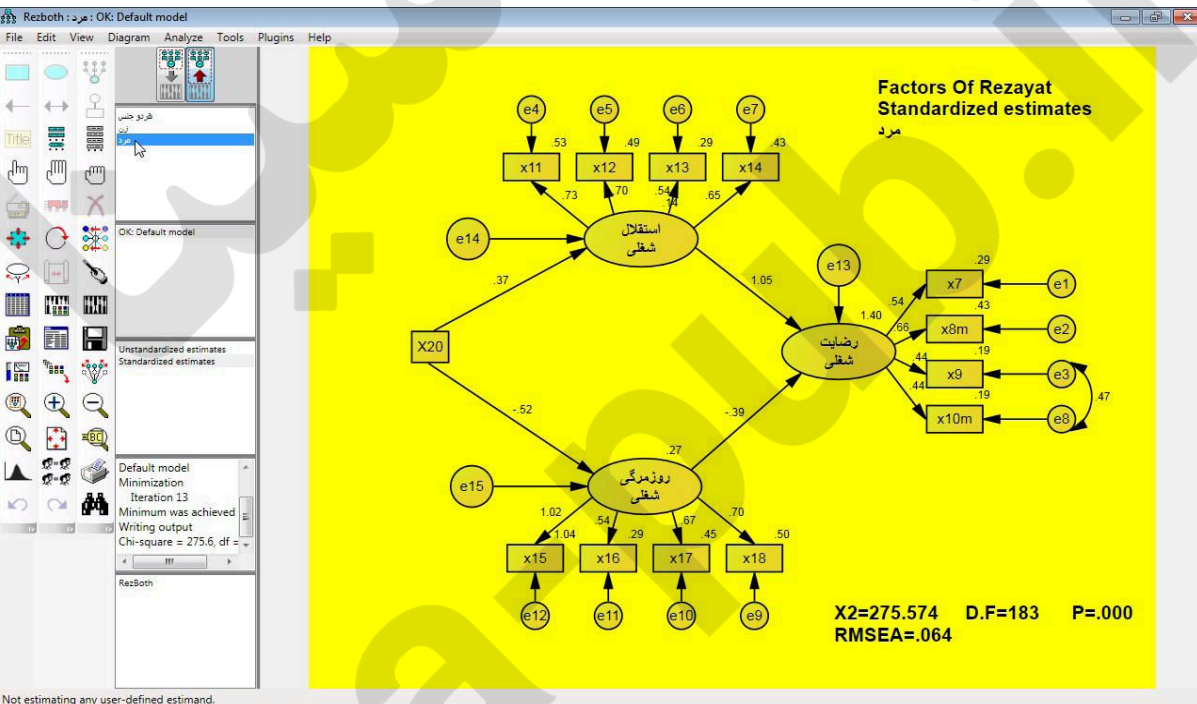 Rezboth : مرد : OK: Default model
File Edit View Diagram Analyze Tools Plugins Help
Title
هردو جنس
زن
مرد
OK: Default model
Unstandardized estimates
Standardized estimates
Default model
Minimization
Iteration 13
Minimum was achieved
Writing output
Chi-square = 275.6, df =
RezBoth
Not estimating any user-defined estimand.
Factors Of Rezayat
Standardized estimates
مرد
e4 e5 e6 e7
.53 .49 .29 .43
x11 x12 x13 x14
.73 .70 .54 .65
.14
استقلال
شغلی
e14
.37
1.05
X20
e13
1.40
رضایت
شغلی
.54 .66 .44 .44
.29
x7 e1
.43
x8m e2
.19
x9 e3
.19
x10m e8
.47
-.52
-.39
.27
روزمرگی
شغلی
e15
1.02 .54 .67 .70
1.04 .29 .45 .50
x15 x16 x17 x18
e12 e11 e10 e9
X2=275.574 D.F=183 P=.000
RMSEA=.064